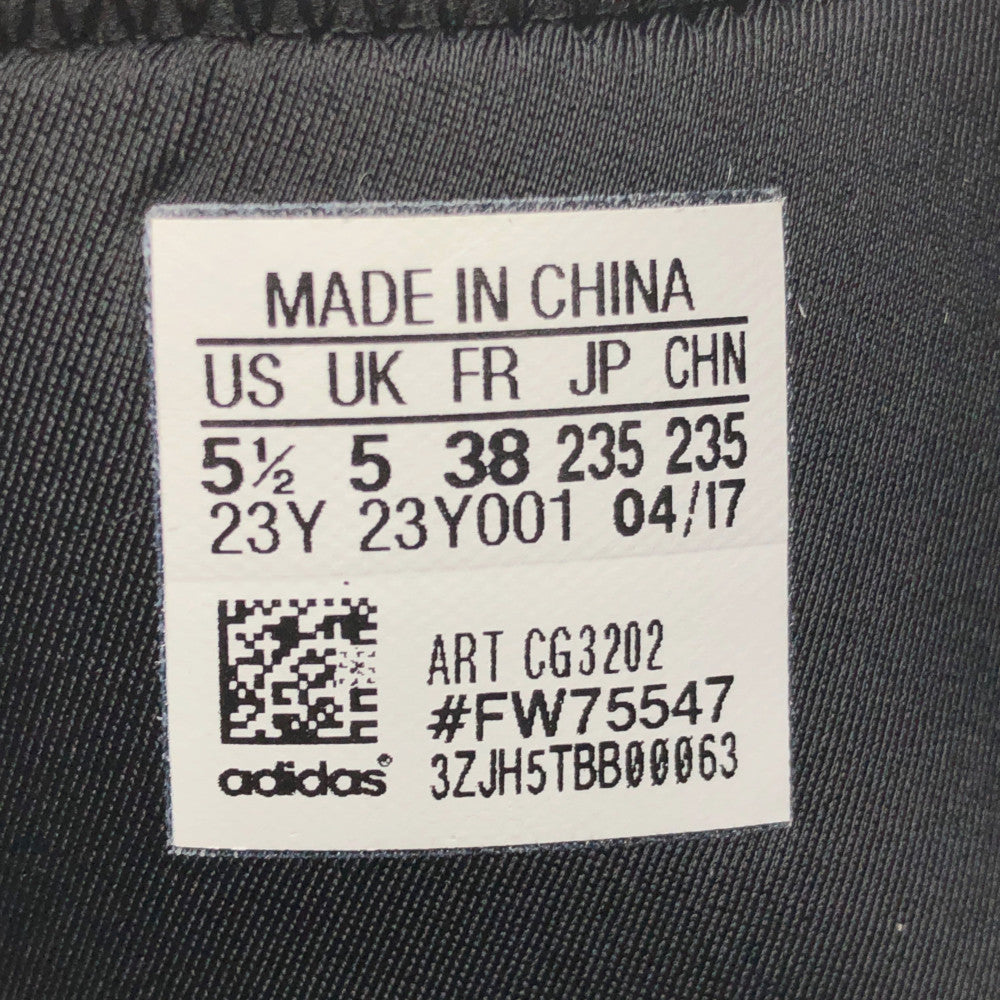 MADE IN CHINA
US UK FR JP CHN
5½ 5 38 235 235
23Y 23Y001 04/17
ART CG3202
#FW75547
adidas® 3ZJH5TBB00063